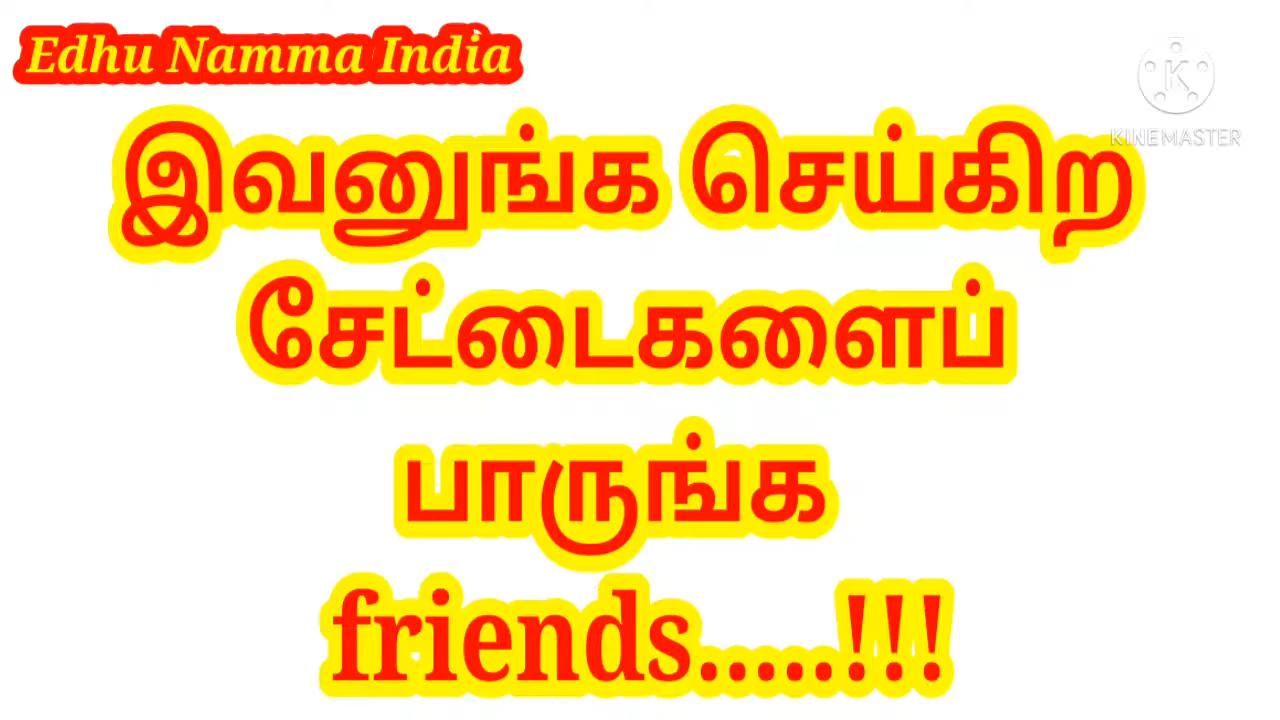 Edhu Namma India
KINEMASTER
இவனுங்க செய்கிற
சேட்டைகளைப்
பாருங்க
friends.....!!!